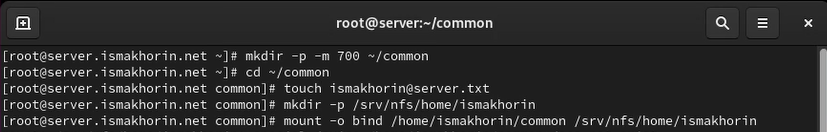 root@server:~/common
[root@server.ismakhorin.net ~]# mkdir -p -m 700 ~/common
[root@server.ismakhorin.net ~]# cd ~/common
[root@server.ismakhorin.net common]# touch ismakhorin@server.txt
[root@server.ismakhorin.net common]# mkdir -p /srv/nfs/home/ismakhorin
[root@server.ismakhorin.net common]# mount -o bind /home/ismakhorin/common /srv/nfs/home/ismakhorin